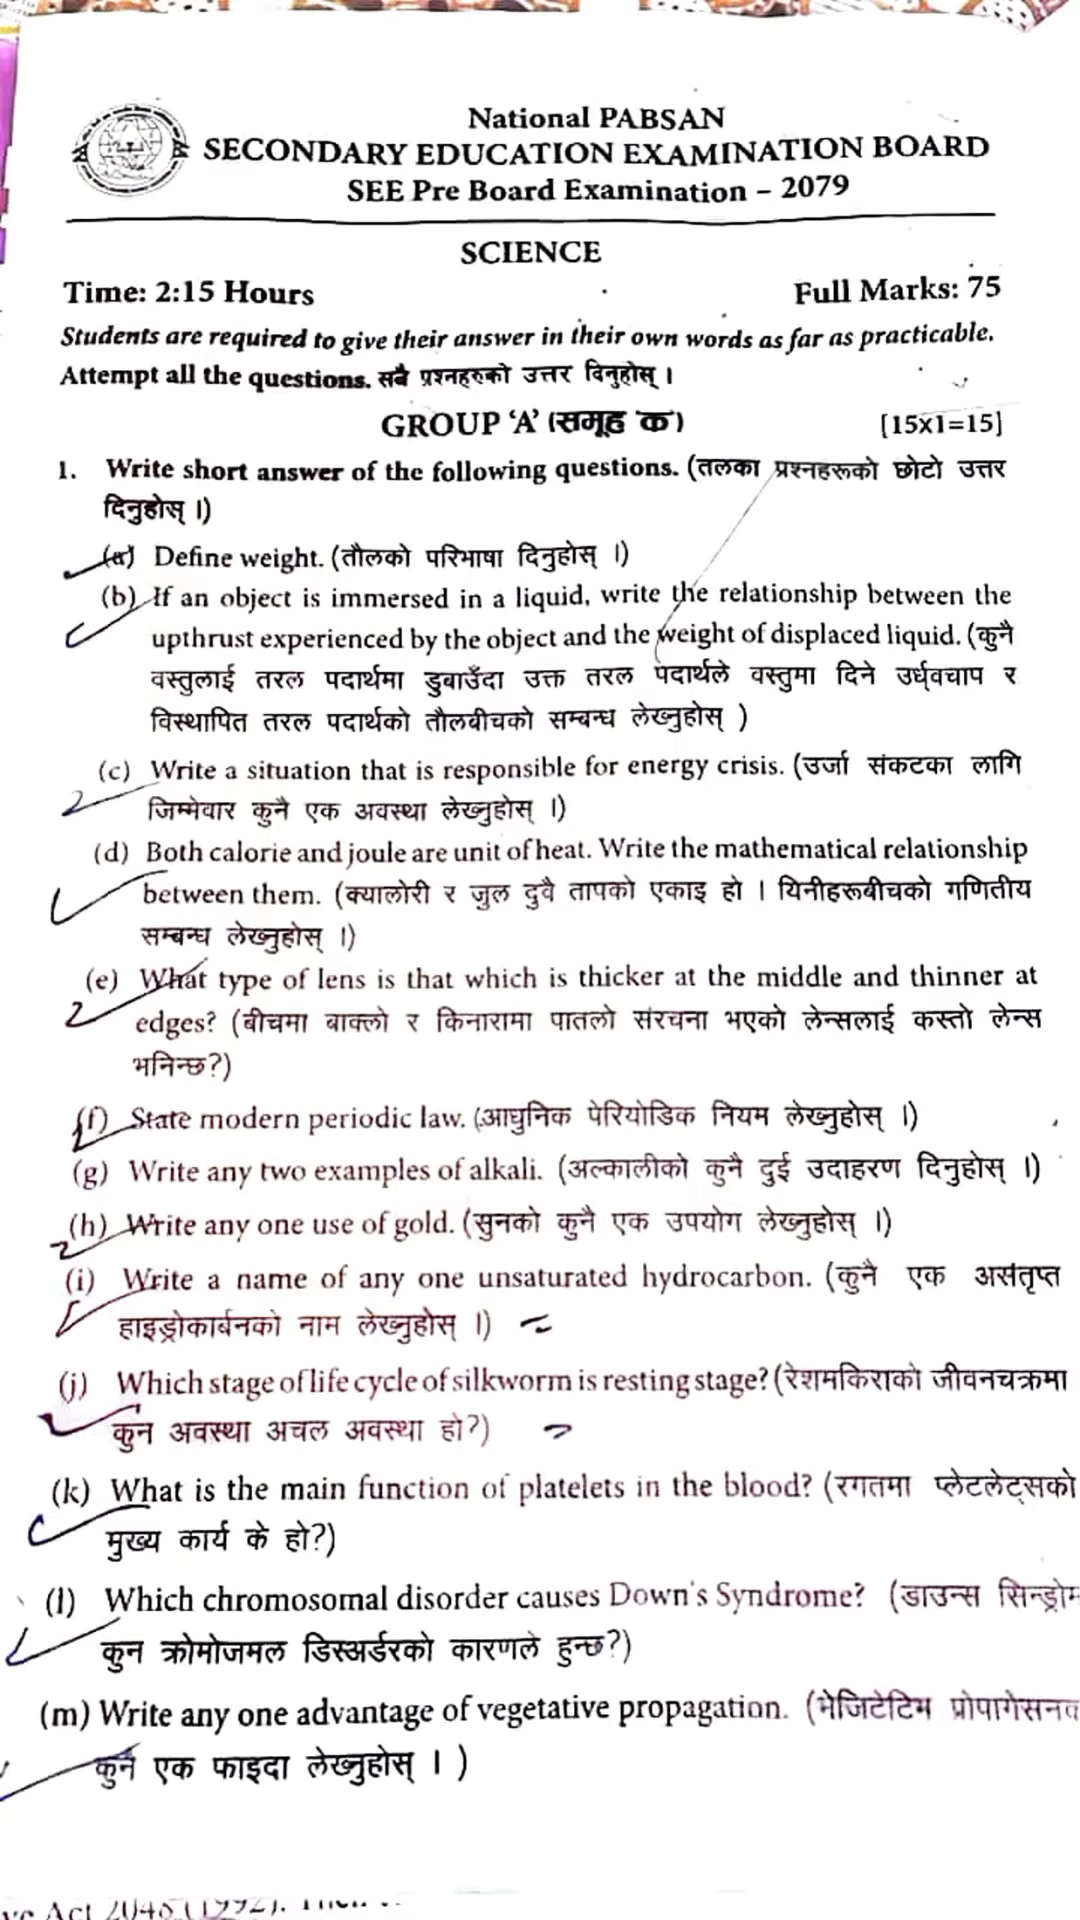 National PABSAN
SECONDARY EDUCATION EXAMINATION BOARD
SEE Pre Board Examination – 2079
SCIENCE
Time: 2:15 Hours Full Marks: 75
Students are required to give their answer in their own words as far as practicable.
Attempt all the questions. सबै प्रश्नहरुको उत्तर दिनुहोस् ।
GROUP 'A' (समूह क) [15x1=15]
1. Write short answer of the following questions. (तलका प्रश्नहरूको छोटो उत्तर
दिनुहोस् ।)
(a) Define weight. (तौलको परिभाषा दिनुहोस् ।)
(b) If an object is immersed in a liquid, write the relationship between the
upthrust experienced by the object and the weight of displaced liquid. (कुनै
वस्तुलाई तरल पदार्थमा डुबाउँदा उक्त तरल पदार्थले वस्तुमा दिने उर्ध्वचाप र
विस्थापित तरल पदार्थको तौलबीचको सम्बन्ध लेख्नुहोस् )
(c) Write a situation that is responsible for energy crisis. (उर्जा संकटका लागि
जिम्मेवार कुनै एक अवस्था लेख्नुहोस् ।)
(d) Both calorie and joule are unit of heat. Write the mathematical relationship
between them. (क्यालोरी र जुल दुवै तापको एकाइ हो । यिनीहरूबीचको गणितीय
सम्बन्ध लेख्नुहोस् ।)
(e) What type of lens is that which is thicker at the middle and thinner at
edges? (बीचमा बाक्लो र किनारामा पातलो संरचना भएको लेन्सलाई कस्तो लेन्स
भनिन्छ?)
(f) State modern periodic law. (आधुनिक पेरियोडिक नियम लेख्नुहोस् ।)
(g) Write any two examples of alkali. (अल्कालीको कुनै दुई उदाहरण दिनुहोस् ।)
(h) Write any one use of gold. (सुनको कुनै एक उपयोग लेख्नुहोस् ।)
(i) Write a name of any one unsaturated hydrocarbon. (कुनै एक असंतृप्त
हाइड्रोकार्बनको नाम लेख्नुहोस् ।)
(j) Which stage of life cycle of silkworm is resting stage? (रेशमकिराको जीवनचक्रमा
कुन अवस्था अचल अवस्था हो?)
(k) What is the main function of platelets in the blood? (रगतमा प्लेटलेट्सको
मुख्य कार्य के हो?)
(l) Which chromosomal disorder causes Down's Syndrome? (डाउन्स सिन्ड्रोम
कुन क्रोमोजमल डिस्अर्डरको कारणले हुन्छ?)
(m) Write any one advantage of vegetative propagation. (भेजिटेटिभ
कुनै एक फाइदा लेख्नुहोस् । )